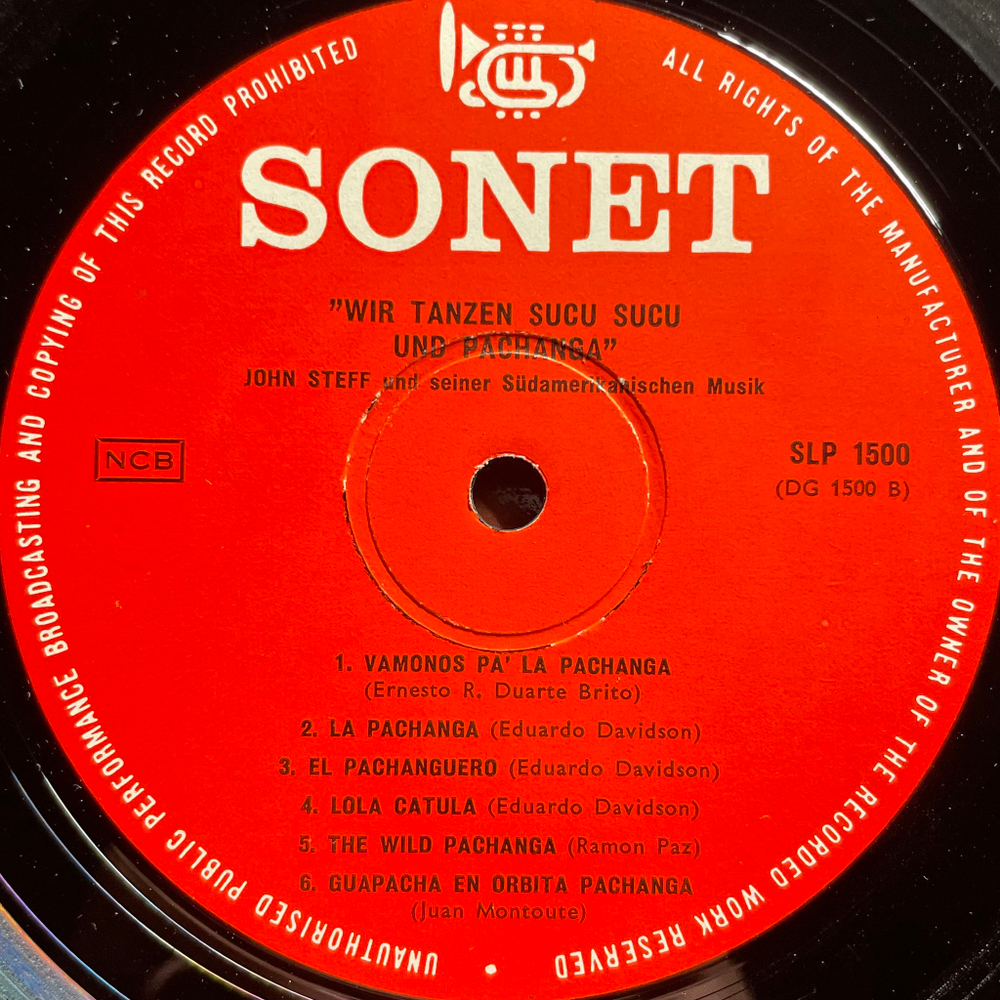 ALL RIGHTS OF THE MANUFACTURER AND OF THE OWNER OF THE RECORDED WORK RESERVED
•
UNAUTHORISED PUBLIC PERFORMANCE BROADCASTING AND COPYING OF THIS RECORD PROHIBITED
SONET
”WIR TANZEN SUCU SUCU
UND PACHANGA”
JOHN STEFF und seiner Südamerikanischen Musik
NCB
SLP 1500
(DG 1500 B)
1. VAMONOS PA' LA PACHANGA
(Ernesto R. Duarte Brito)
2. LA PACHANGA (Eduardo Davidson)
3. EL PACHANGUERO (Eduardo Davidson)
4. LOLA CATULA (Eduardo Davidson)
5. THE WILD PACHANGA (Ramon Paz)
6. GUAPACHA EN ORBITA PACHANGA
(Juan Montoute)